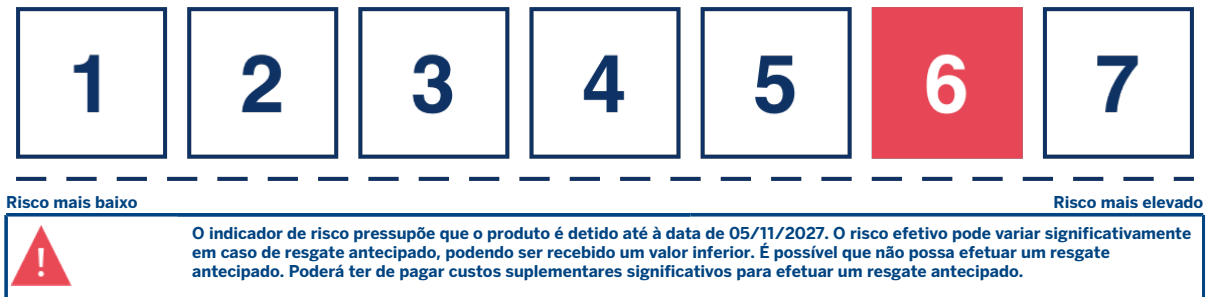 1 2 3 4 5 6 7
Risco mais baixo Risco mais elevado
! O indicador de risco pressupõe que o produto é detido até à data de 05/11/2027. O risco efetivo pode variar significativamente
em caso de resgate antecipado, podendo ser recebido um valor inferior. É possível que não possa efetuar um resgate
antecipado. Poderá ter de pagar custos suplementares significativos para efetuar um resgate antecipado.